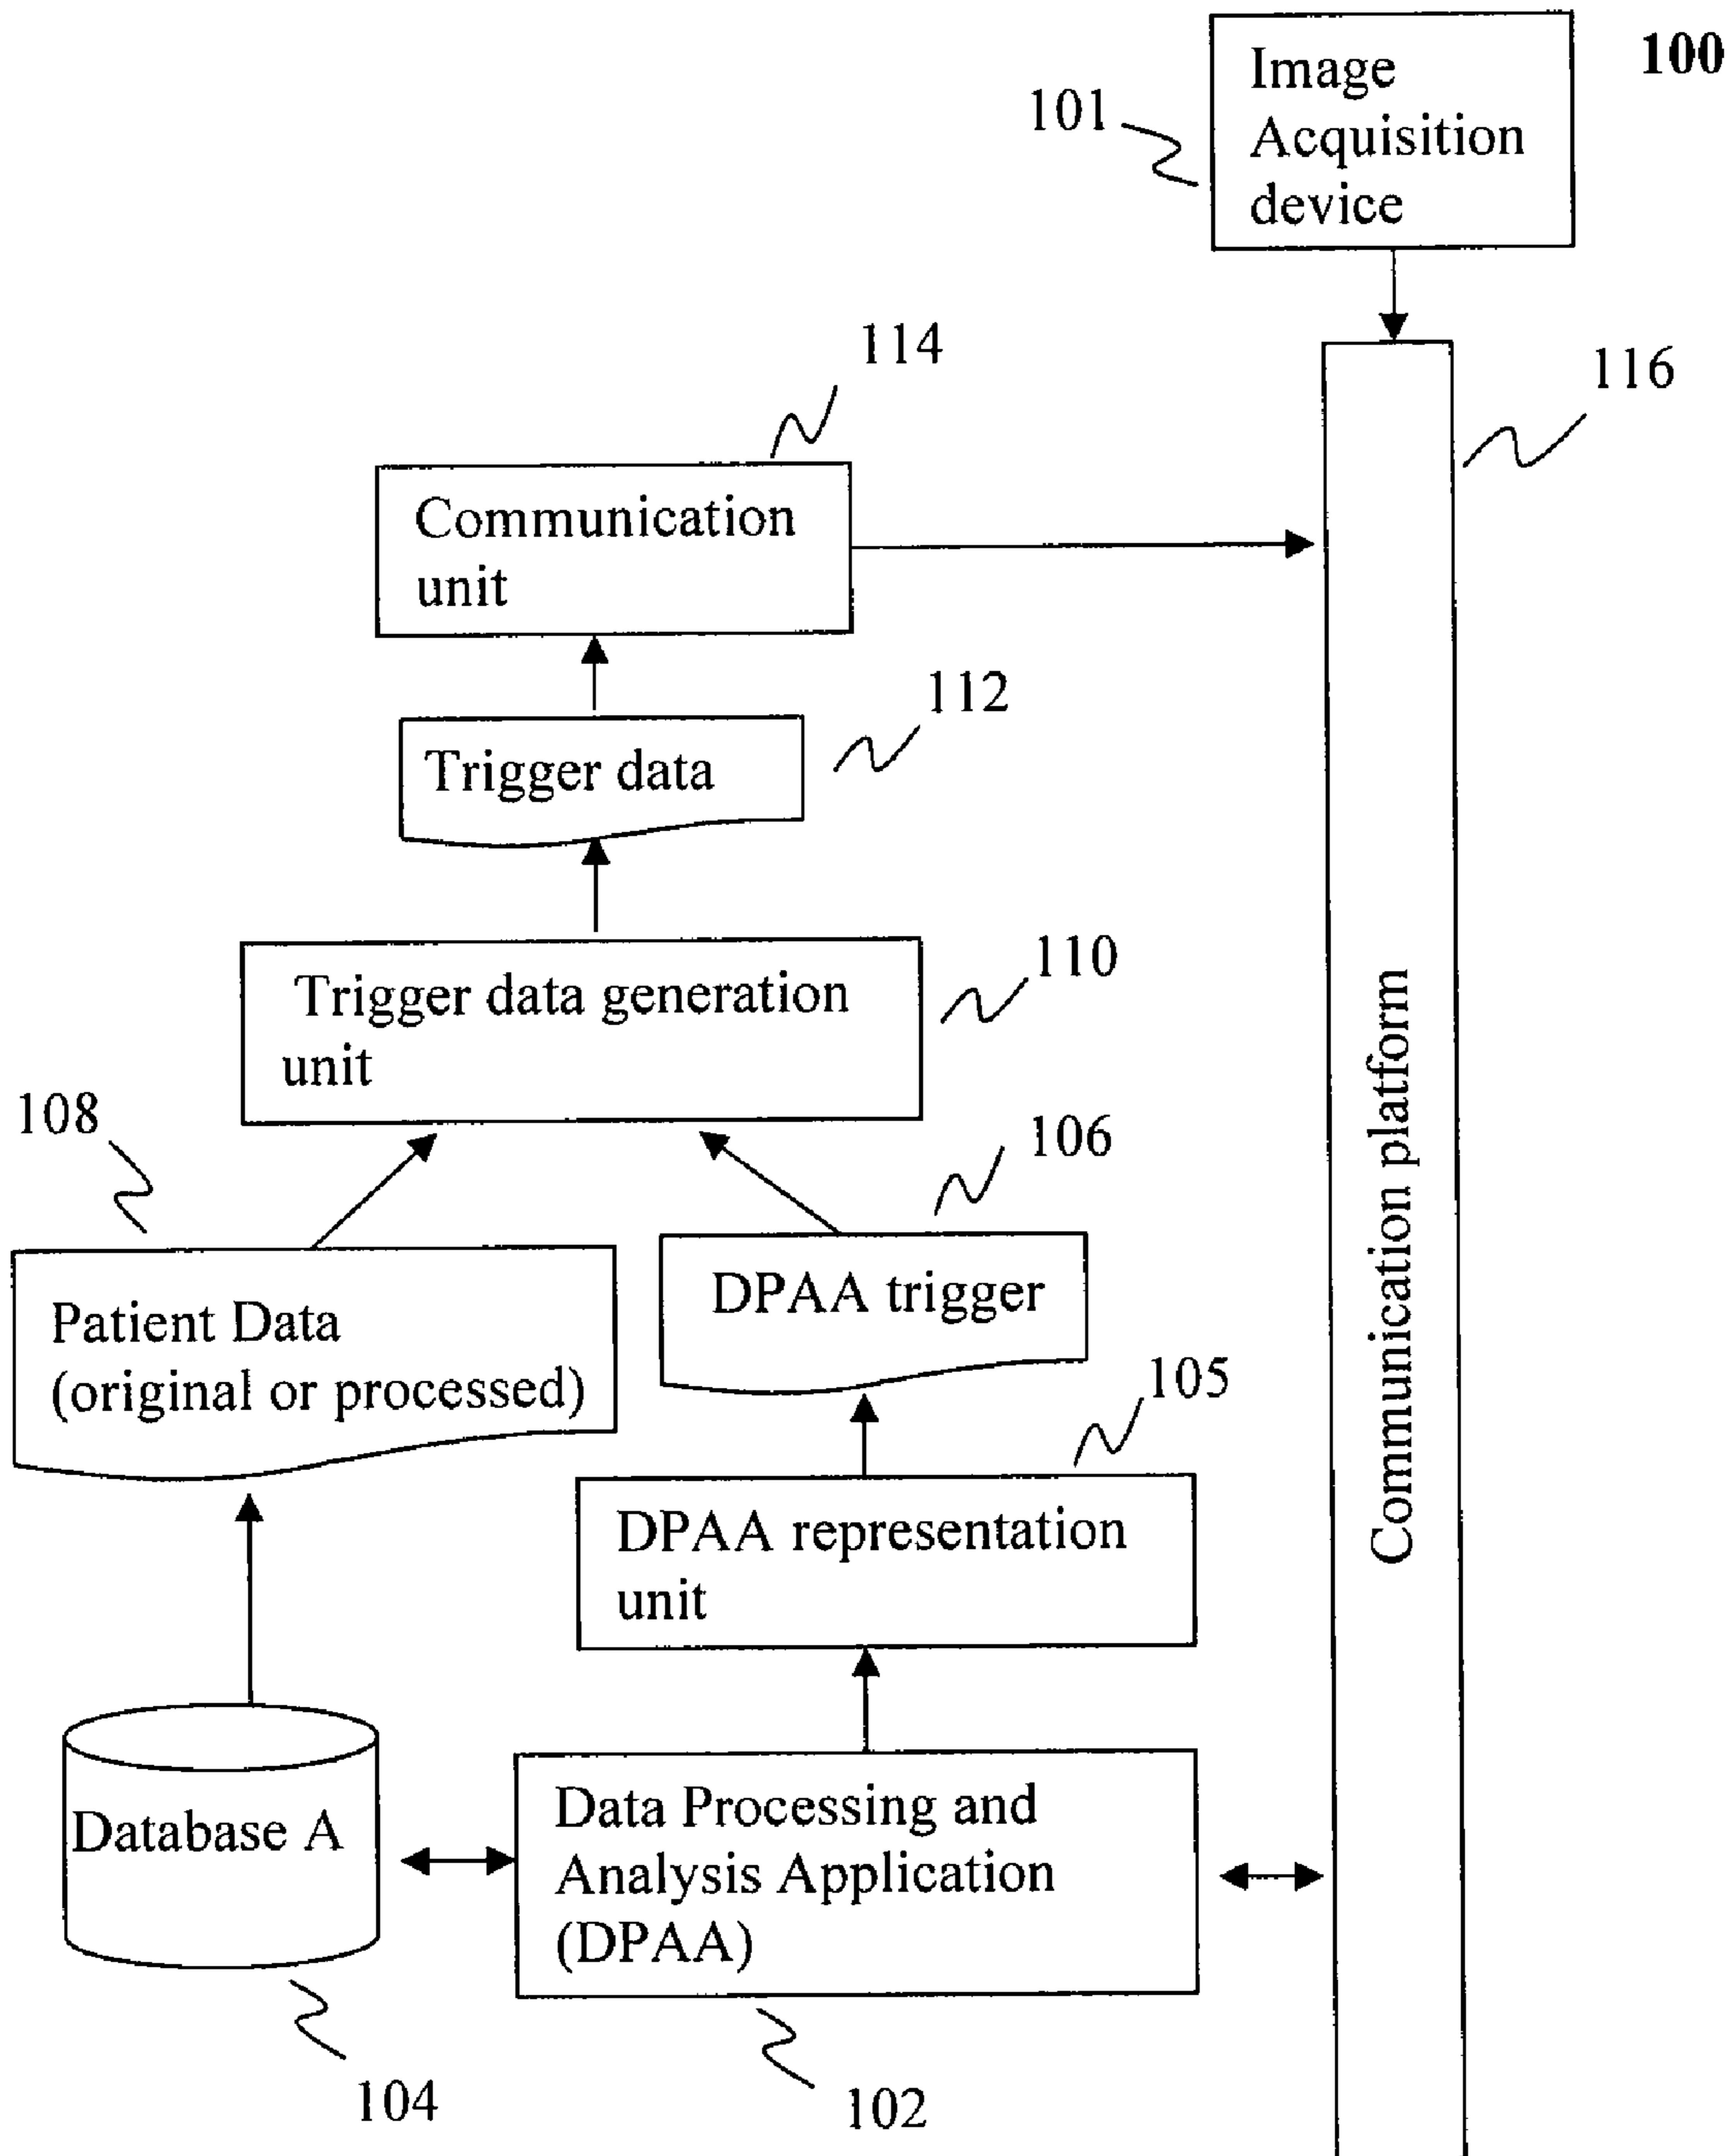 100
Image
Acquisition
device
101
114
116
Communication
unit
112
Trigger data
110
Trigger data generation
unit
108
106
Patient Data
(original or processed)
DPAA trigger
105
DPAA representation
unit
Communication platform
Database A
Data Processing and
Analysis Application
(DPAA)
104
102